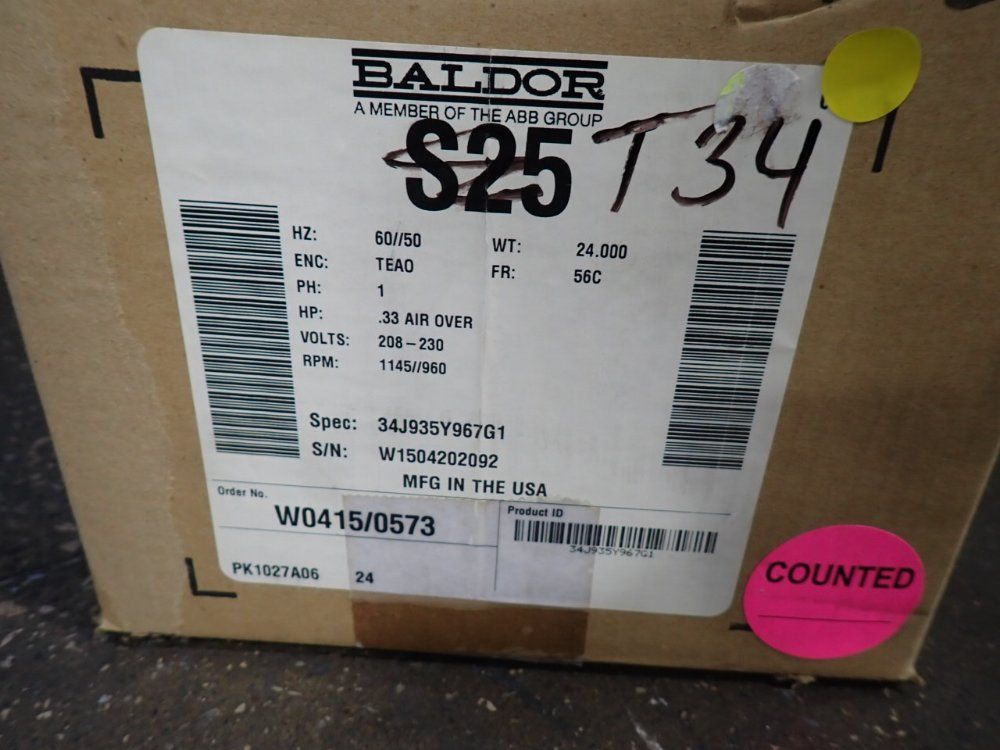 BALDOR
A MEMBER OF THE ABB GROUP
S25 T34
HZ: 60//50
ENC: TEAO
PH: 1
HP: .33 AIR OVER
VOLTS: 208-230
RPM: 1145//960
WT: 24.000
FR: 56C
Spec: 34J935Y967G1
S/N: W1504202092
MFG IN THE USA
Order No.
W0415/0573
Product ID
34J935Y967G1
PK1027A06 24
COUNTED